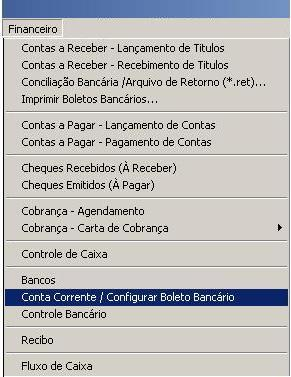 Financeiro
Contas a Receber - Lançamento de Titulos
Contas a Receber - Recebimento de Titulos
Conciliação Bancária /Arquivo de Retorno (*.ret)...
Imprimir Boletos Bancários...
Contas a Pagar - Lançamento de Contas
Contas a Pagar - Pagamento de Contas
Cheques Recebidos (À Receber)
Cheques Emitidos (À Pagar)
Cobrança - Agendamento
Cobrança - Carta de Cobrança
Controle de Caixa
Bancos
Conta Corrente / Configurar Boleto Bancário
Controle Bancário
Recibo
Fluxo de Caixa